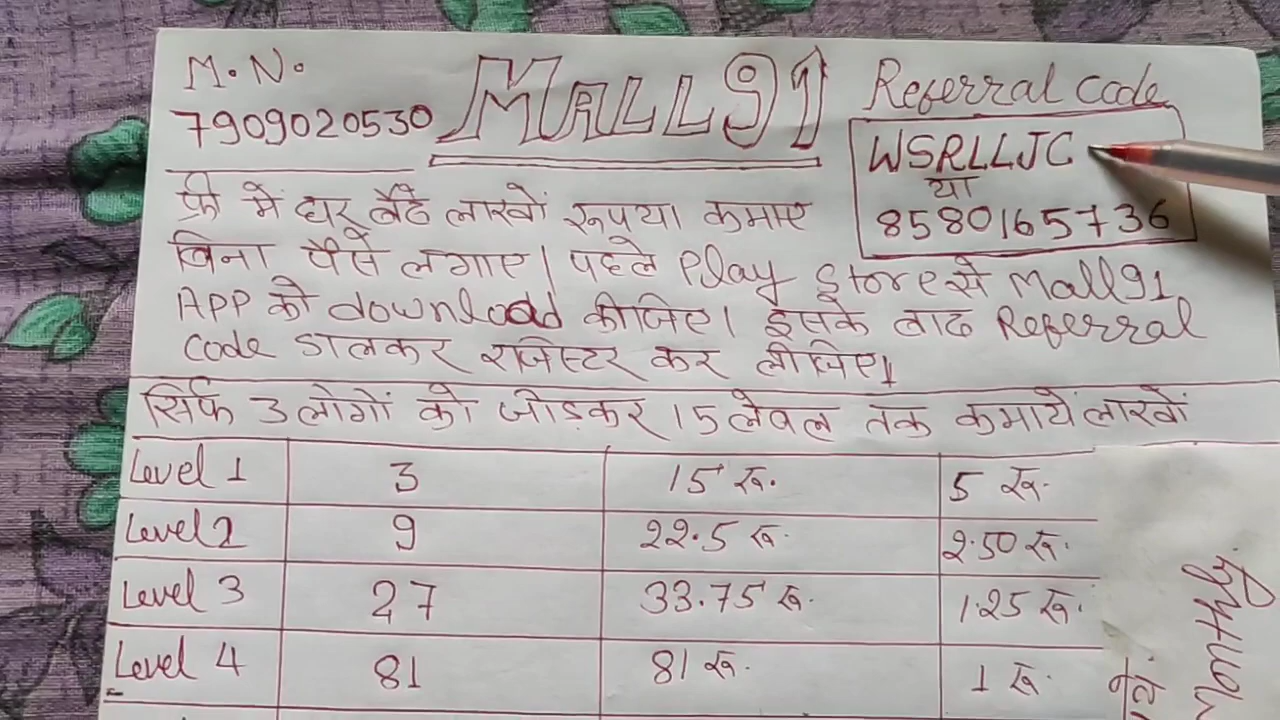 M.N.
7909020530
MALL91
Referral code
WSRLLJC
या
8580165736
फ्री में घर बैठे लाखों रूपया कमाए
बिना पैसे लगाए। पहले Play Store से Mall91
APP को download कीजिए। इसके बाद Referral
code डालकर रजिस्टर कर लीजिए।
सिर्फ 3 लोगों को जोड़कर 15 लेवल तक कमाये लाखों
Level 1 3 15 रू. 5 रू.
Level 2 9 22.5 रू. 2.50 रू.
Level 3 27 33.75 रू. 1.25 रू.
Level 4 81 81 रू. 1 रू.